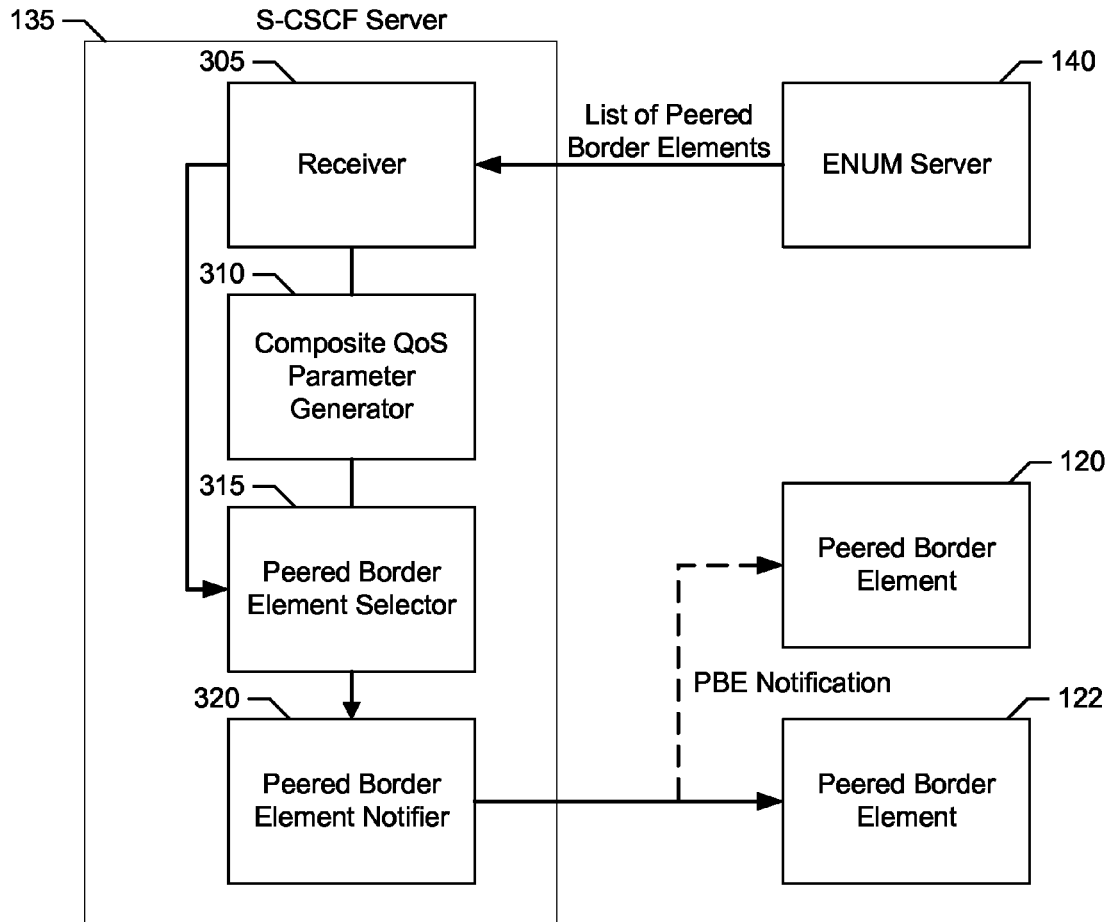 135
S-CSCF Server
305
140
Receiver
List of Peered
Border Elements
ENUM Server
310
Composite QoS
Parameter
Generator
315
120
Peered Border
Element Selector
Peered Border
Element
PBE Notification
320
122
Peered Border
Element Notifier
Peered Border
Element